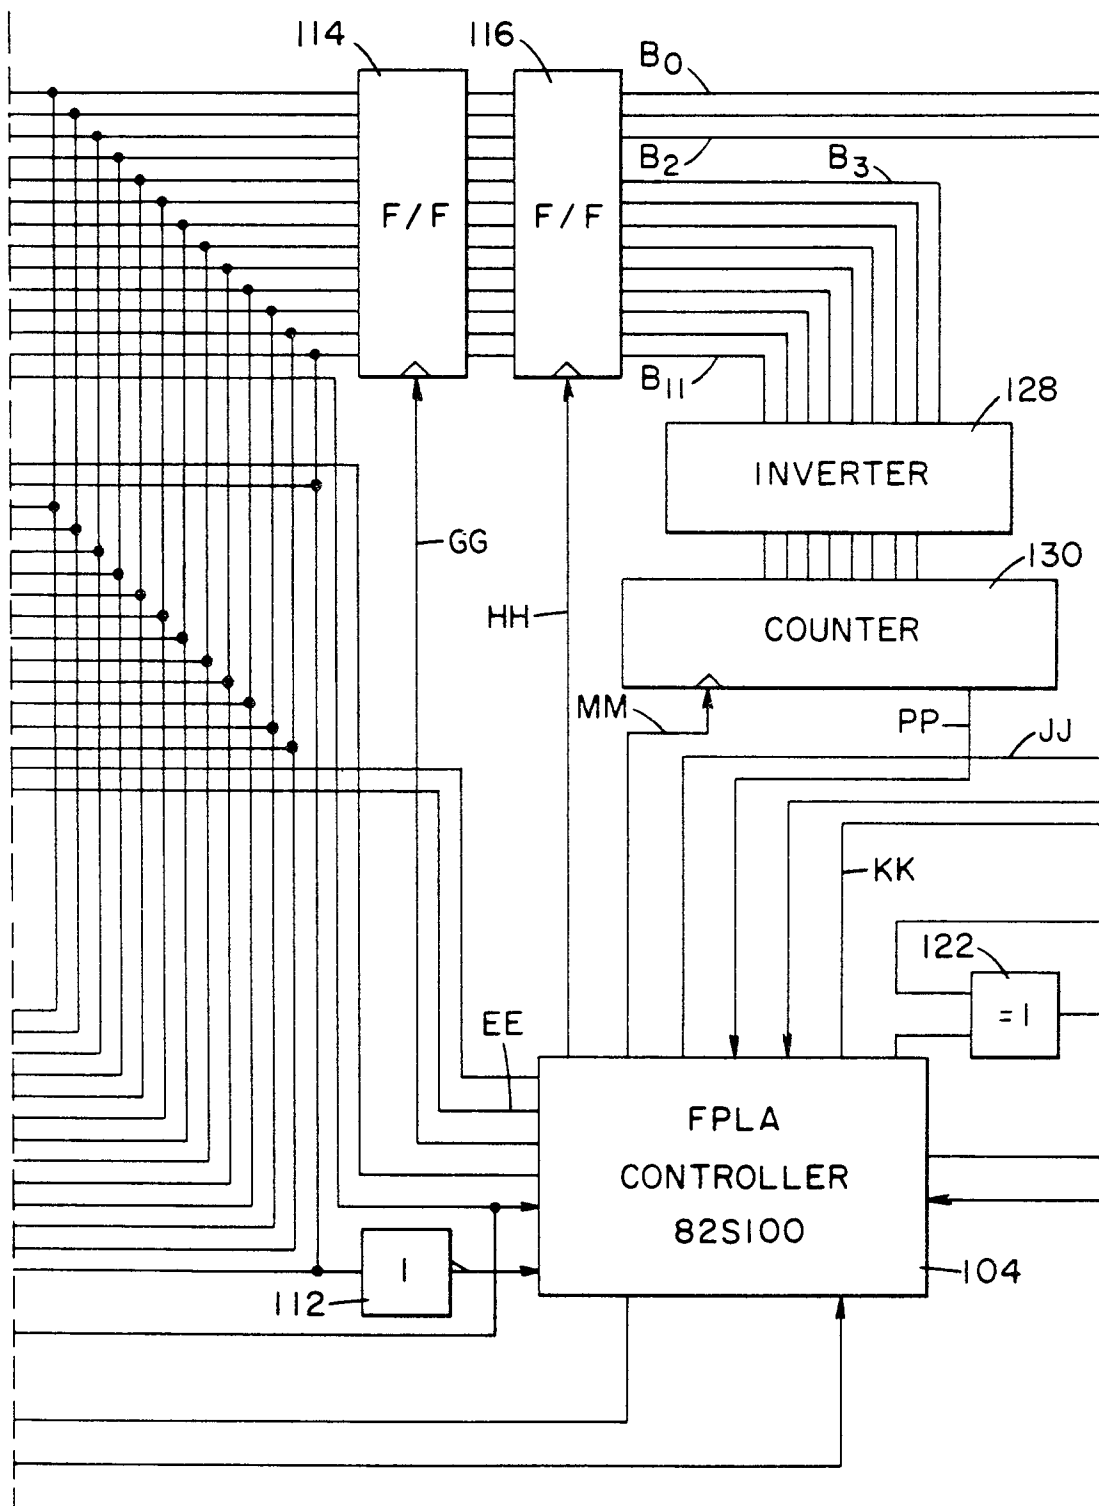 114
116
B0
B2
B3
F/F
F/F
B11
128
INVERTER
GG
130
HH
COUNTER
MM
PP
JJ
KK
122
=1
EE
FPLA
CONTROLLER
82S100
1
112
104